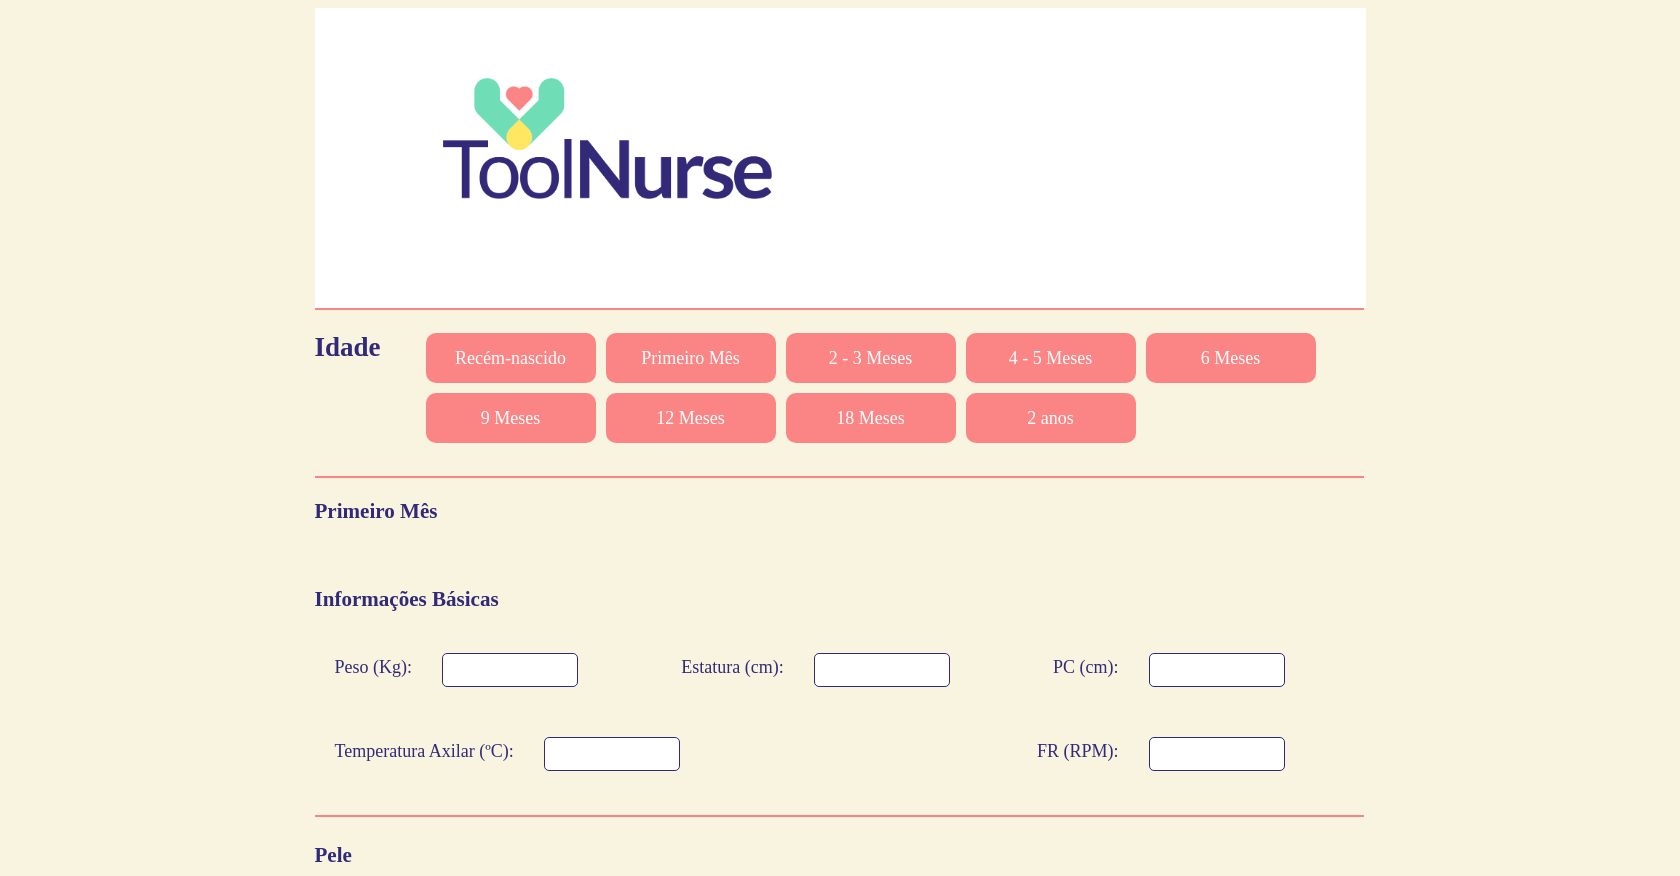 ToolNurse
Idade
Recém-nascido
Primeiro Mês
2 - 3 Meses
4 - 5 Meses
6 Meses
9 Meses
12 Meses
18 Meses
2 anos
Primeiro Mês
Informações Básicas
Peso (Kg):
Estatura (cm):
PC (cm):
Temperatura Axilar (ºC):
FR (RPM):
Pele